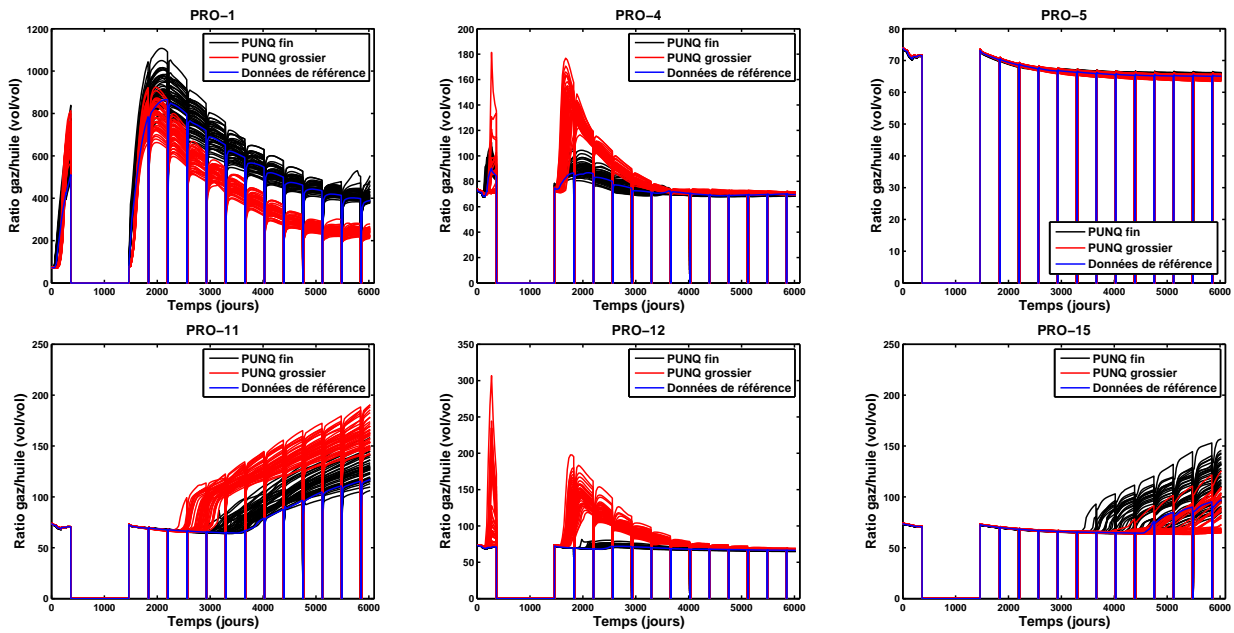 PRO−1
Ratio gaz/huile (vol/vol)
1200
1000
800
600
400
200
0
0 1000 2000 3000 4000 5000 6000
Temps (jours)
PUNQ fin
PUNQ grossier
Données de référence
PRO−4
Ratio gaz/huile (vol/vol)
200
180
160
140
120
100
80
60
40
20
0
0 1000 2000 3000 4000 5000 6000
Temps (jours)
PUNQ fin
PUNQ grossier
Données de référence
PRO−5
Ratio gaz/huile (vol/vol)
80
70
60
50
40
30
20
10
0
0 1000 2000 3000 4000 5000 6000
Temps (jours)
PUNQ fin
PUNQ grossier
Données de référence
PRO−11
Ratio gaz/huile (vol/vol)
250
200
150
100
50
0
0 1000 2000 3000 4000 5000 6000
Temps (jours)
PUNQ fin
PUNQ grossier
Données de référence
PRO−12
Ratio gaz/huile (vol/vol)
350
300
250
200
150
100
50
0
0 1000 2000 3000 4000 5000 6000
Temps (jours)
PUNQ fin
PUNQ grossier
Données de référence
PRO−15
Ratio gaz/huile (vol/vol)
250
200
150
100
50
0
0 1000 2000 3000 4000 5000 6000
Temps (jours)
PUNQ fin
PUNQ grossier
Données de référence